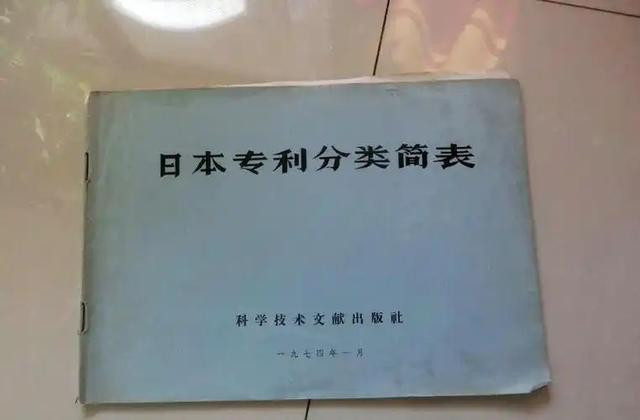 日本专利分类简表
科学技术文献出版社
一九七四年一月